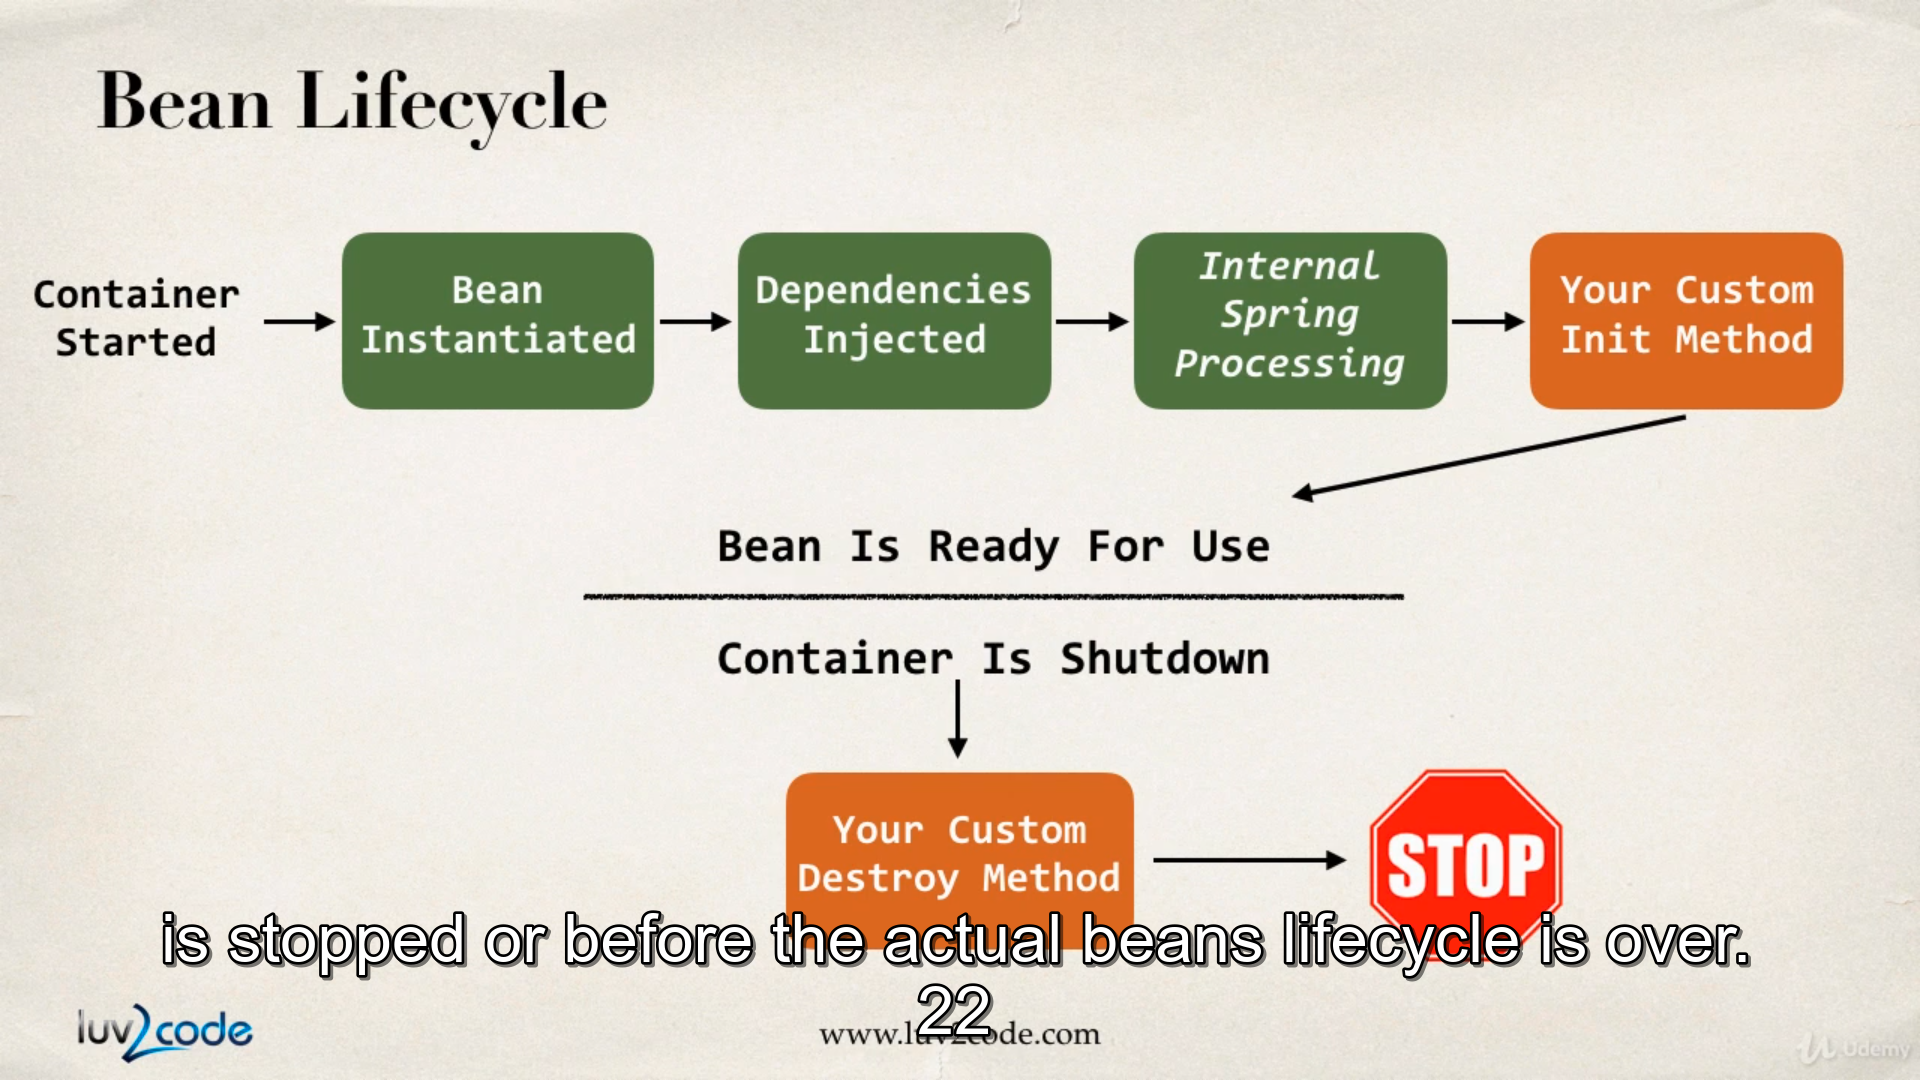 Bean Lifecycle
Container
Started
Bean
Instantiated
Dependencies
Injected
Internal
Spring
Processing
Your Custom
Init Method
Bean Is Ready For Use
Container Is Shutdown
Your Custom
Destroy Method
STOP
is stopped or before the actual beans lifecycle is over.
22
luv2code
www.luv2code.com
Udemy